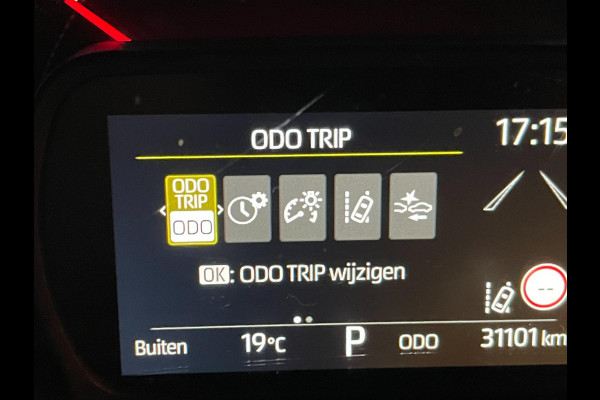 ODO TRIP
17:15
ODO
TRIP
ODO
OK: ODO TRIP wijzigen
--
Buiten 19°C P ODO 31101 km